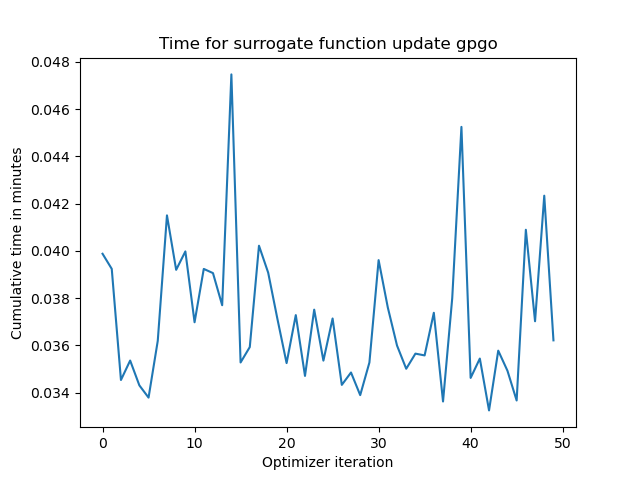 Time for surrogate function update gpgo
0.048
0.046
0.044
0.042
0.040
0.038
0.036
0.034
Cumulative time in minutes
0 10 20 30 40 50
Optimizer iteration